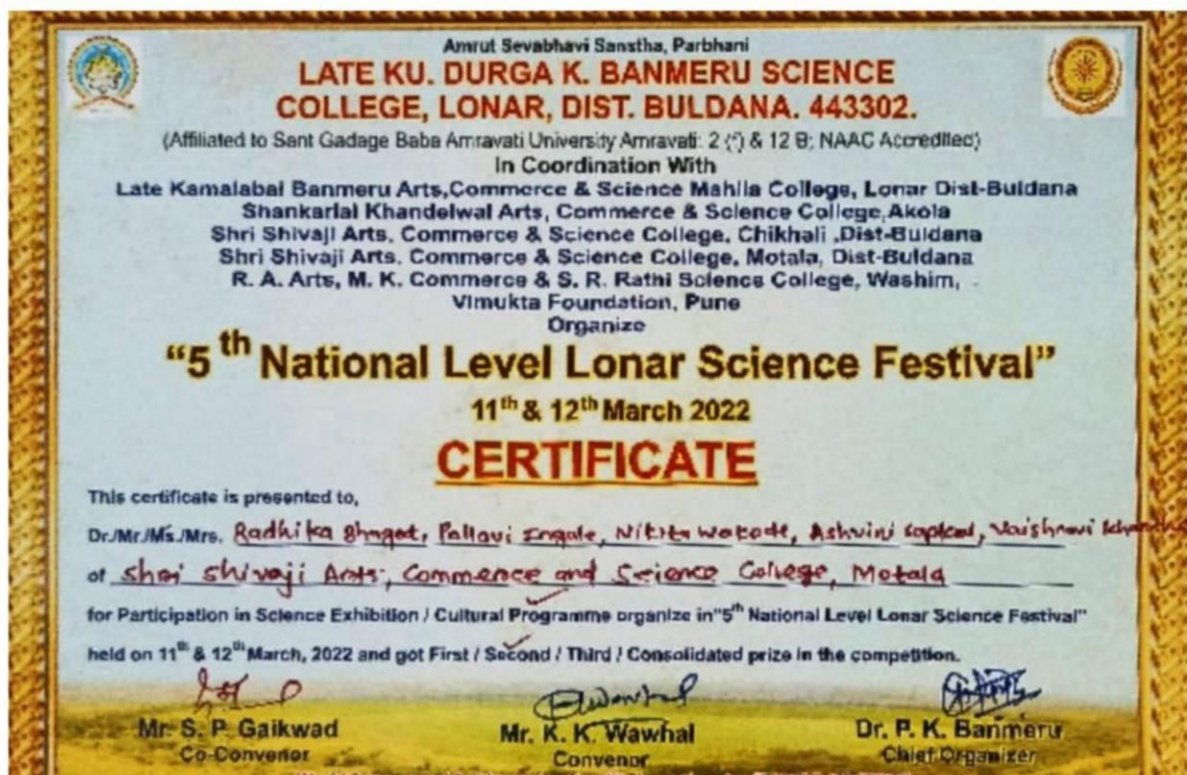 Amrut Sevabhavi Sanstha, Parbhani
LATE KU. DURGA K. BANMERU SCIENCE
COLLEGE, LONAR, DIST. BULDANA. 443302.
(Affiliated to Sant Gadage Baba Amravati University Amravati: 2 (f) & 12 B; NAAC Accredited)
In Coordination With
Late Kamalabai Banmeru Arts,Commerce & Science Mahila College, Lonar Dist-Buldana
Shankarlal Khandelwal Arts, Commerce & Science College,Akola
Shri Shivaji Arts, Commerce & Science College, Chikhali ,Dist-Buldana
Shri Shivaji Arts, Commerce & Science College, Motala, Dist-Buldana
R. A. Arts, M. K. Commerce & S. R. Rathi Science College, Washim,
Vimukta Foundation, Pune
Organize
“5 th National Level Lonar Science Festival”
11th & 12th March 2022
CERTIFICATE
This certificate is presented to,
Dr./Mr./Ms./Mrs. Radhika Bhagat, Pallavi Ingale, Nikita Wakode, Ashvini Sapkal, Vaishnavi
of Shri Shivaji Arts, Commerce and Science College, Motala
for Participation in Science Exhibition / Cultural Programme organize in"5th National Level Lonar Science Festival"
held on 11th & 12th March, 2022 and got First / Second / Third / Consolidated prize in the competition.
Mr. S. P. Gaikwad
Co-Convenor
Mr. K. K. Wawhal
Convenor
Dr. P. K. Banmeru
Chief Organizer